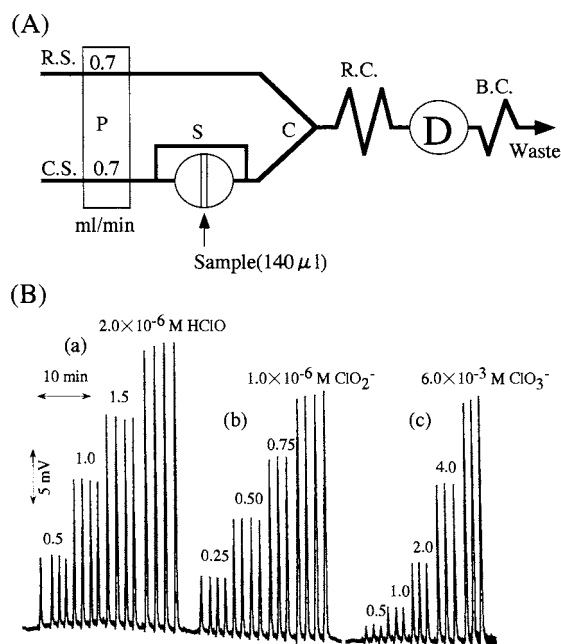 (A)
R.S. 0.7
R.C.
B.C.
P
S
C
D
Waste
C.S. 0.7
ml/min
Sample(140 μl)
(B)
2.0×10⁻⁶ M HClO
(a)
10 min
1.5
1.0×10⁻⁶ M ClO₂⁻
6.0×10⁻³ M ClO₃⁻
(b)
(c)
0.75
1.0
4.0
5 mV
0.50
0.5
2.0
0.25
1.0
0.5